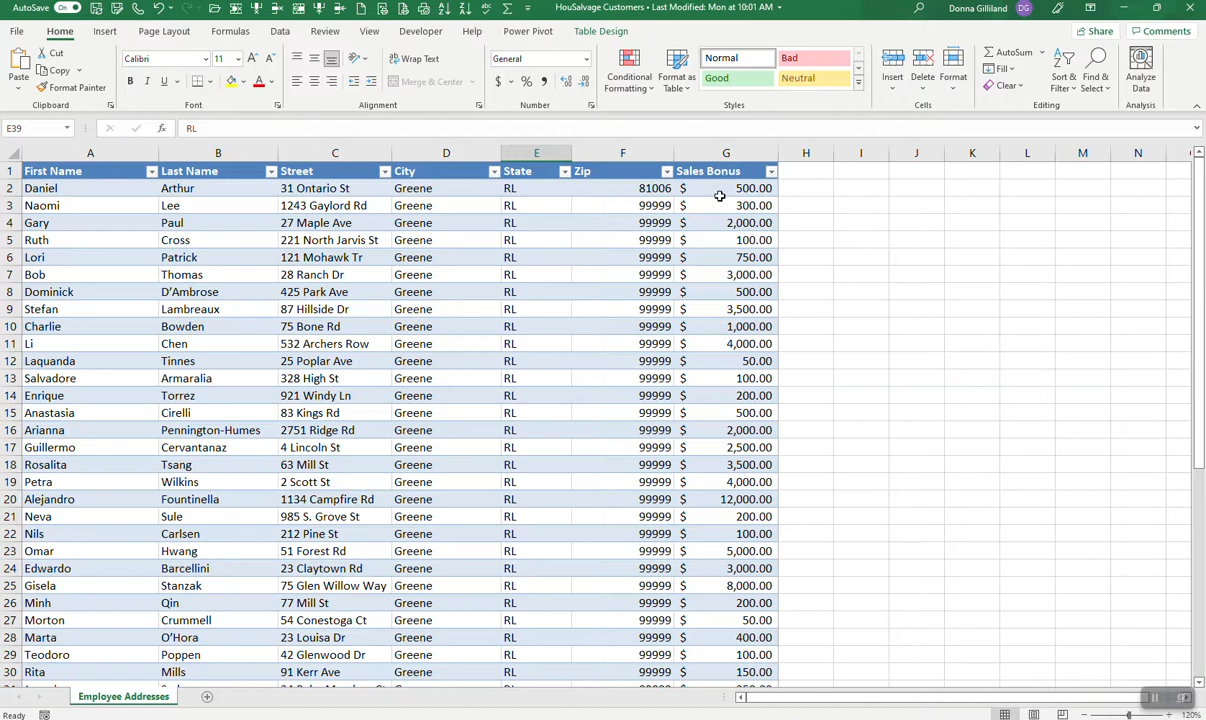 AutoSave On HouSalvage Customers - Last Modified: Mon at 10:01 AM Donna Gilliland DG
File Home Insert Draw Page Layout Formulas Data Review View Developer Help Power Pivot Table Design Share Comments
Paste Cut Copy Format Painter Clipboard
Calibri 11 A A B I U A Font
ab Wrap Text Merge & Center Alignment
General $ % , Number
Conditional Formatting Format as Table Normal Bad Good Neutral Styles
Insert Delete Format Cells
AutoSum Fill Clear Sort & Filter Find & Select Editing
Analyze Data Analysis
E39 fx RL
A B C D E F G H I J K L M N
1 First Name Last Name Street City State Zip Sales Bonus
2 Daniel Arthur 31 Ontario St Greene RL 81006 $ 500.00
3 Naomi Lee 1243 Gaylord Rd Greene RL 99999 $ 300.00
4 Gary Paul 27 Maple Ave Greene RL 99999 $ 2,000.00
5 Ruth Cross 221 North Jarvis St Greene RL 99999 $ 100.00
6 Lori Patrick 121 Mohawk Tr Greene RL 99999 $ 750.00
7 Bob Thomas 28 Ranch Dr Greene RL 99999 $ 3,000.00
8 Dominick D'Ambrose 425 Park Ave Greene RL 99999 $ 500.00
9 Stefan Lambreaux 87 Hillside Dr Greene RL 99999 $ 3,500.00
10 Charlie Bowden 75 Bone Rd Greene RL 99999 $ 1,000.00
11 Li Chen 532 Archers Row Greene RL 99999 $ 4,000.00
12 Laquanda Tinnes 25 Poplar Ave Greene RL 99999 $ 50.00
13 Salvadore Armaralia 328 High St Greene RL 99999 $ 100.00
14 Enrique Torrez 921 Windy Ln Greene RL 99999 $ 200.00
15 Anastasia Cirelli 83 Kings Rd Greene RL 99999 $ 500.00
16 Arianna Pennington-Humes 2751 Ridge Rd Greene RL 99999 $ 2,000.00
17 Guillermo Cervantanaz 4 Lincoln St Greene RL 99999 $ 2,500.00
18 Rosalita Tsang 63 Mill St Greene RL 99999 $ 3,500.00
19 Petra Wilkins 2 Scott St Greene RL 99999 $ 4,000.00
20 Alejandro Fountinella 1134 Campfire Rd Greene RL 99999 $ 12,000.00
21 Neva Sule 985 S. Grove St Greene RL 99999 $ 200.00
22 Nils Carlsen 212 Pine St Greene RL 99999 $ 100.00
23 Omar Hwang 51 Forest Rd Greene RL 99999 $ 5,000.00
24 Edwardo Barcellini 23 Claytown Rd Greene RL 99999 $ 3,000.00
25 Gisela Stanzak 75 Glen Willow Way Greene RL 99999 $ 8,000.00
26 Minh Qin 77 Mill St Greene RL 99999 $ 200.00
27 Morton Crummell 54 Conestoga Ct Greene RL 99999 $ 50.00
28 Marta O'Hora 23 Louisa Dr Greene RL 99999 $ 400.00
29 Teodoro Poppen 42 Glenwood Dr Greene RL 99999 $ 100.00
30 Rita Mills 91 Kerr Ave Greene RL 99999 $ 150.00
Employee Addresses
Ready 120%